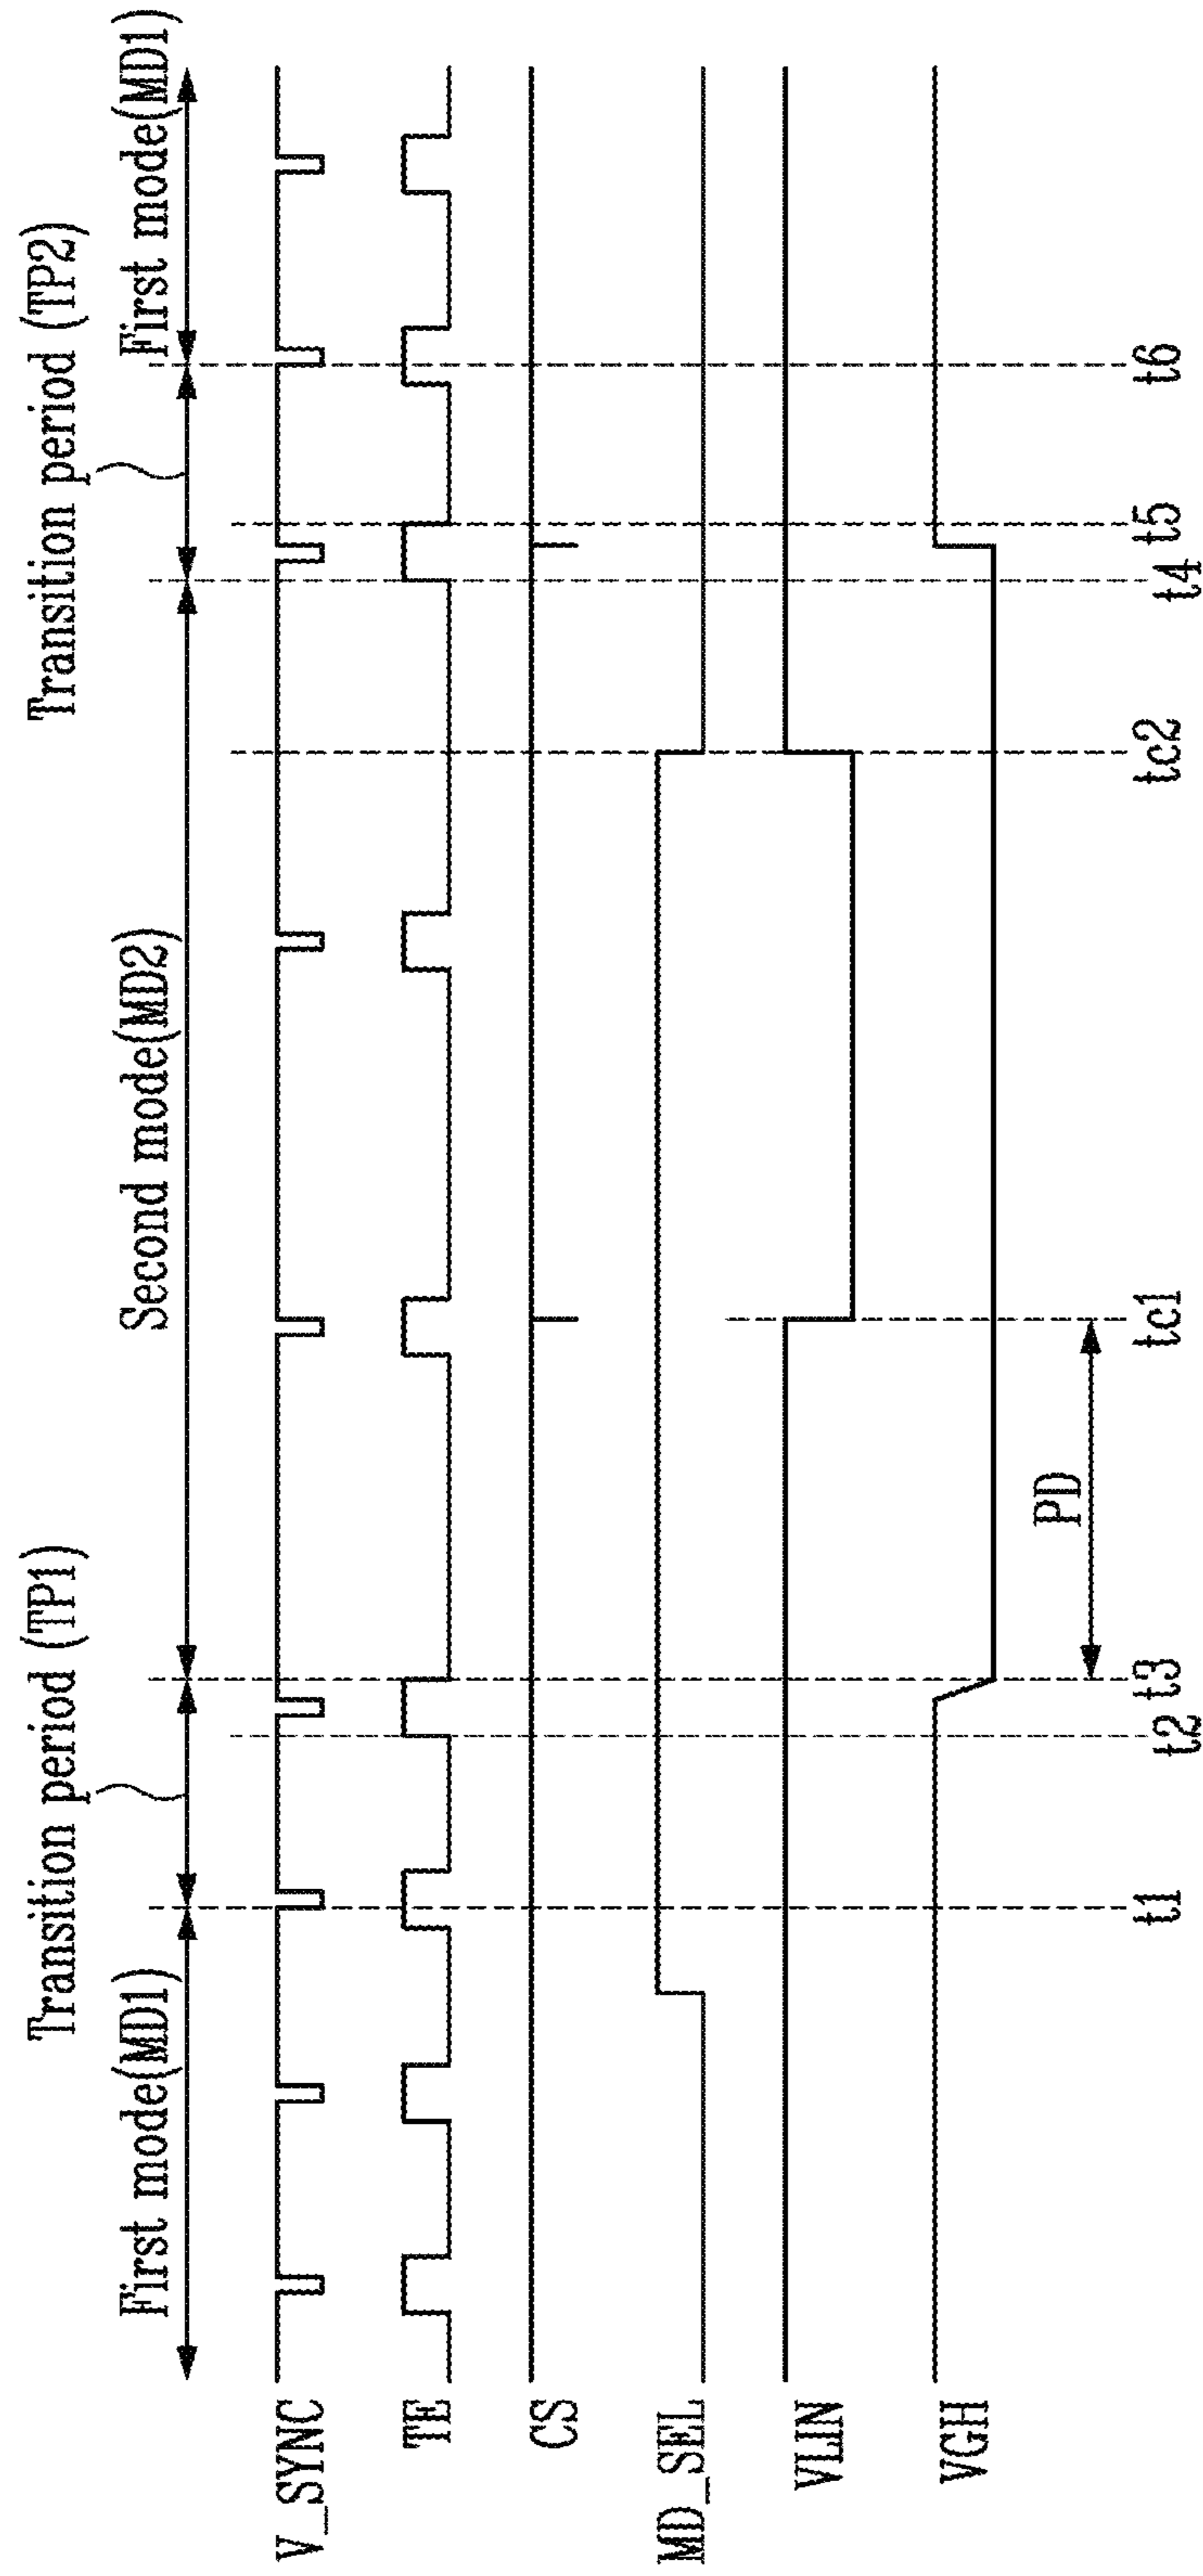 Transition period (TP1)
Transition period (TP2)
First mode(MD1)
Second mode(MD2)
First mode(MD1)
V_SYNC
TE
CS
MD_SEL
VLIN
VGH
PD
t1
t2
t3
tc1
tc2
t4
t5
t6